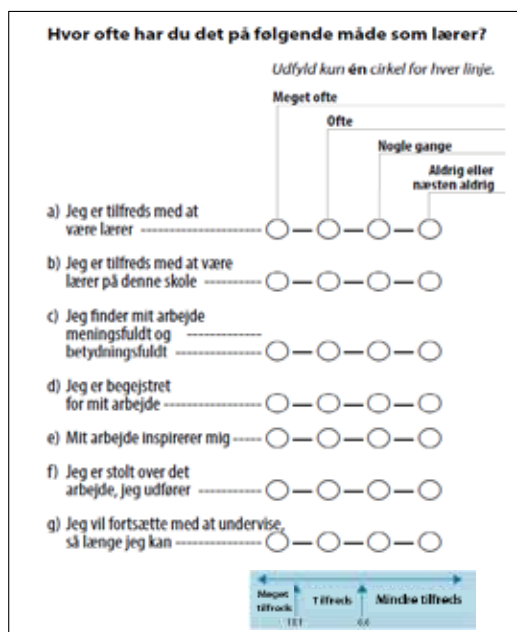 Hvor ofte har du det på følgende måde som lærer?
Udfyld kun én cirkel for hver linje.
Meget ofte
Ofte
Nogle gange
Aldrig eller
næsten aldrig
a) Jeg er tilfreds med at
være lærer
b) Jeg er tilfreds med at være
lærer på denne skole
c) Jeg finder mit arbejde
meningsfuldt og
betydningsfuldt
d) Jeg er begejstret
for mit arbejde
e) Mit arbejde inspirerer mig
f) Jeg er stolt over det
arbejde, jeg udfører
g) Jeg vil fortsætte med at undervise,
så længe jeg kan
Meget
tilfreds
Tilfreds
Mindre tilfreds